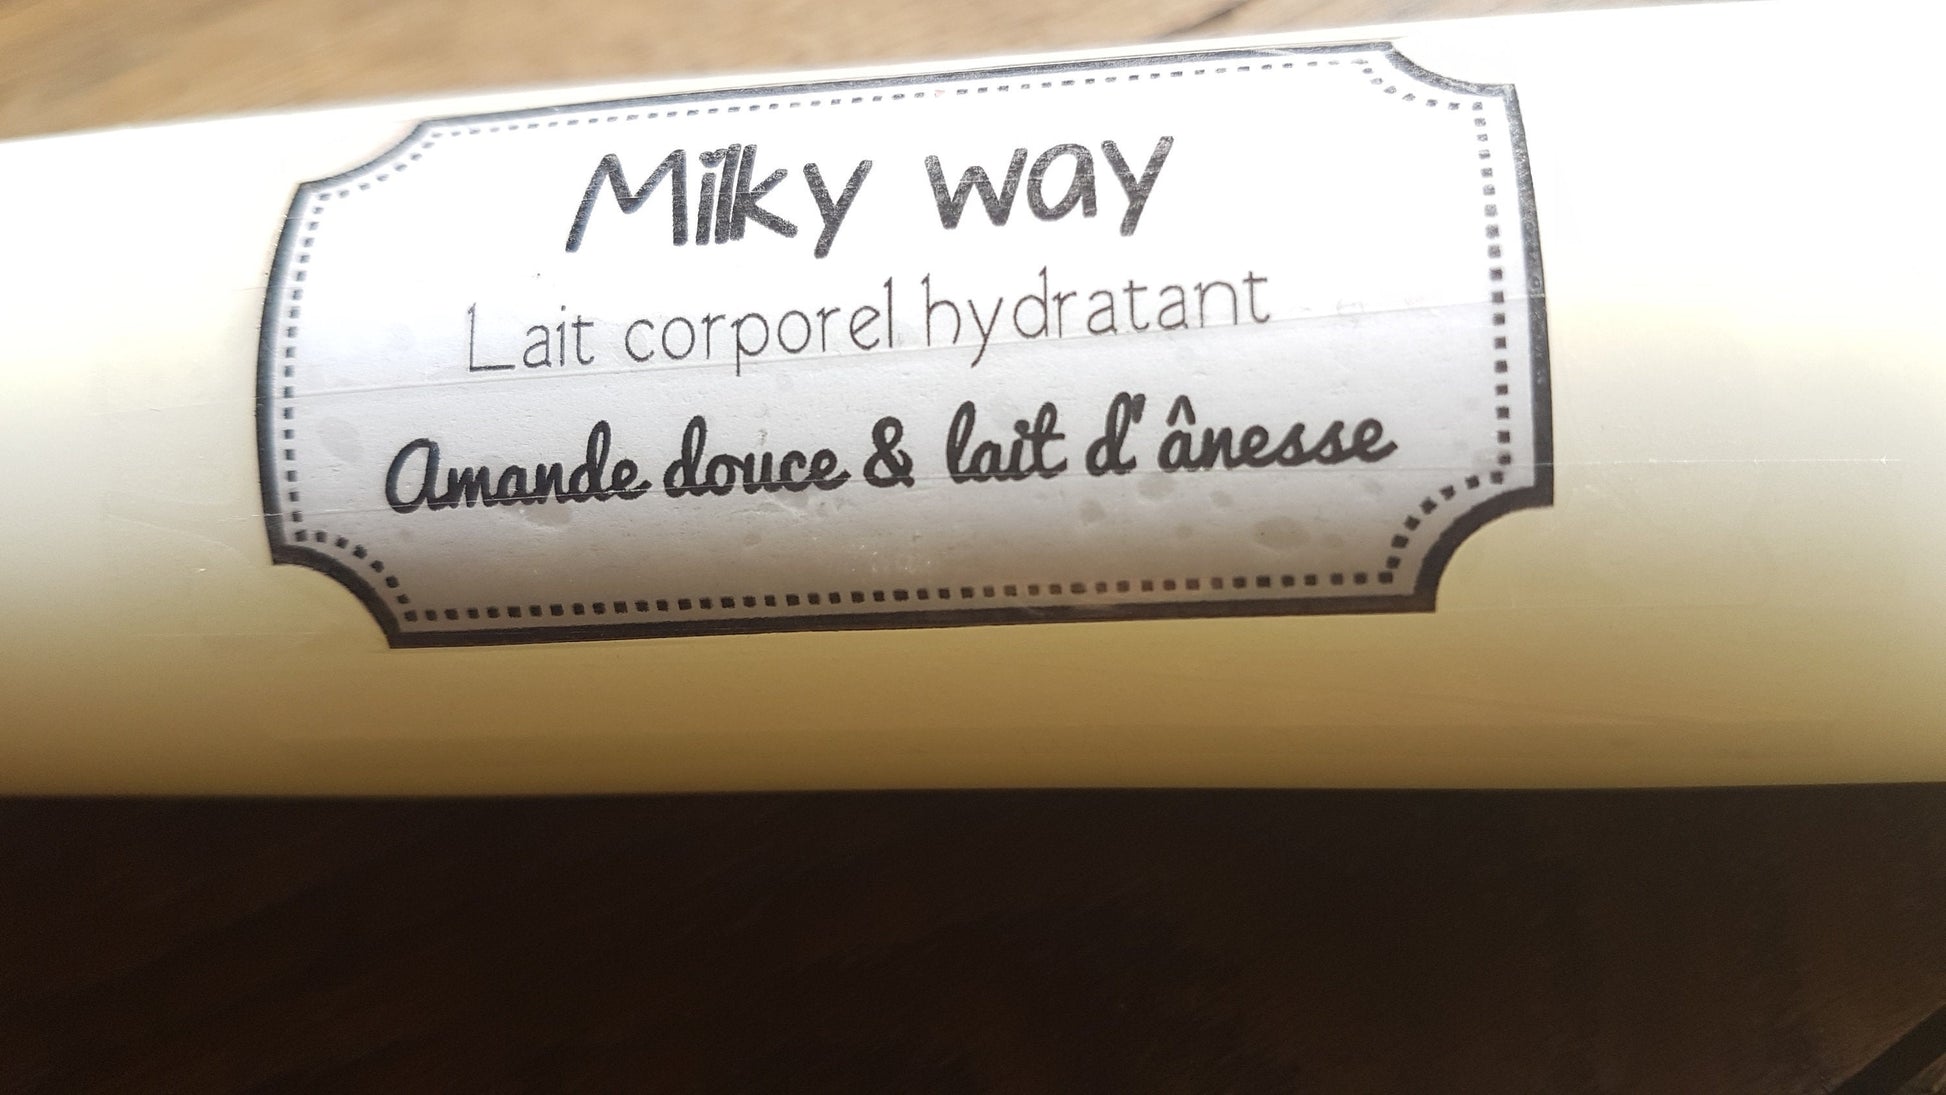 Milky way
Lait corporel hydratant
Amande douce & lait d'ânesse